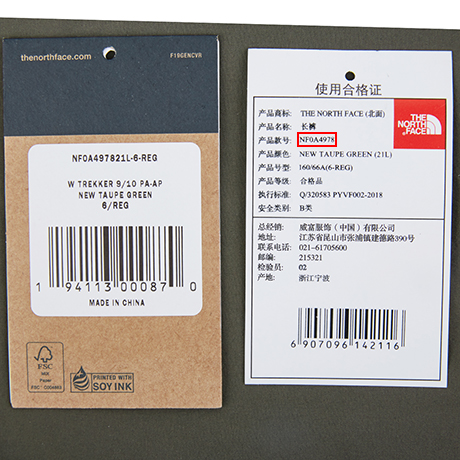 thenorthface.com
F19GENCVR
NF0A497821L-6-REG
W TREKKER 9/10 PA-AP
NEW TAUPE GREEN
6/REG
1 94113 00087 0
MADE IN CHINA
FSC
MIX
Paper
PRINTED WITH
SOY INK
使用合格证
产品商标: THE NORTH FACE (北面)
产品名称: 长裤
产品款号: NF0A4978
产品颜色: NEW TAUPE GREEN (21L)
产品号型: 160/66A(6-REG)
产品等级: 合格品
执行标准: Q/320583 PYVF002-2018
安全类别: B类
总经销: 威富服饰（中国）有限公司
地址: 江苏省昆山市张浦镇建德路390号
联系电话: 021-61705600
邮编: 215321
检验员: 02
产地: 浙江宁波
6 907096 142116
THE
NORTH
FACE